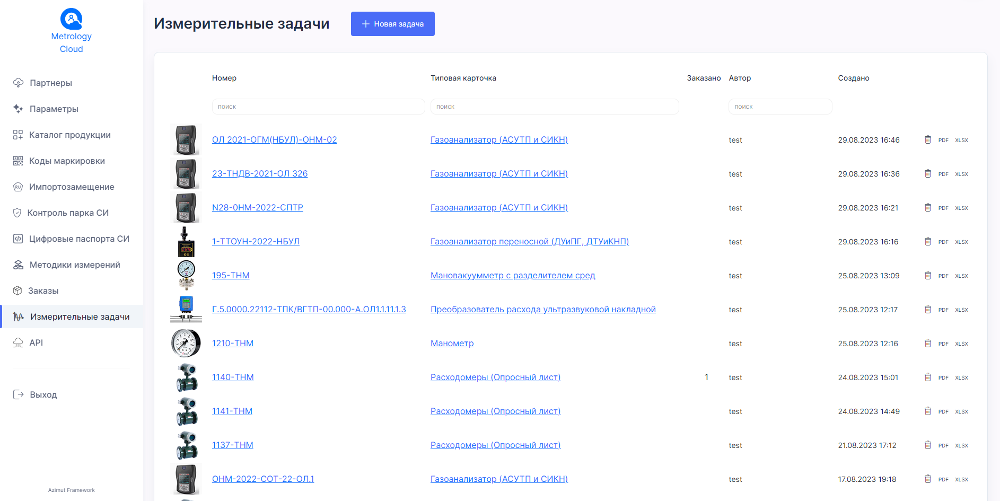 Metrology
Cloud
Партнеры
Параметры
Каталог продукции
Коды маркировки
RU
Импортозамещение
Контроль парка СИ
Цифровые паспорта СИ
Методики измерений
Заказы
Измерительные задачи
API
Выход
Azimut Framework
Измерительные задачи
Новая задача
Номер Типовая карточка Заказано Автор Создано
поиск поиск поиск
ОЛ 2021-ОГМ(НБУЛ)-ОНМ-02 Газоанализатор (АСУТП и СИКН) test 29.08.2023 16:46 PDF XLSX
23-ТНДВ-2021-ОЛ 326 Газоанализатор (АСУТП и СИКН) test 29.08.2023 16:36 PDF XLSX
N28-0НМ-2022-СПТР Газоанализатор (АСУТП и СИКН) test 29.08.2023 16:21 PDF XLSX
1-ТТОУН-2022-НБУЛ Газоанализатор переносной (ДУиПГ, ДТУиКНП) test 29.08.2023 16:16 PDF XLSX
195-ТНМ Мановакуумметр с разделителем сред test 25.08.2023 13:09 PDF XLSX
Г.5.0000.22112-ТПК/ВГТП-00.000-А.ОЛ1.1.11.1.3 Преобразователь расхода ультразвуковой накладной test 25.08.2023 12:17 PDF XLSX
1210-ТНМ Манометр test 25.08.2023 12:16 PDF XLSX
1140-ТНМ Расходомеры (Опросный лист) 1 test 24.08.2023 15:01 PDF XLSX
1141-ТНМ Расходомеры (Опросный лист) test 24.08.2023 14:49 PDF XLSX
1137-ТНМ Расходомеры (Опросный лист) test 21.08.2023 17:12 PDF XLSX
ОНМ-2022-СОТ-22-ОЛ.1 Газоанализатор (АСУТП и СИКН) test 17.08.2023 19:18 PDF XLSX